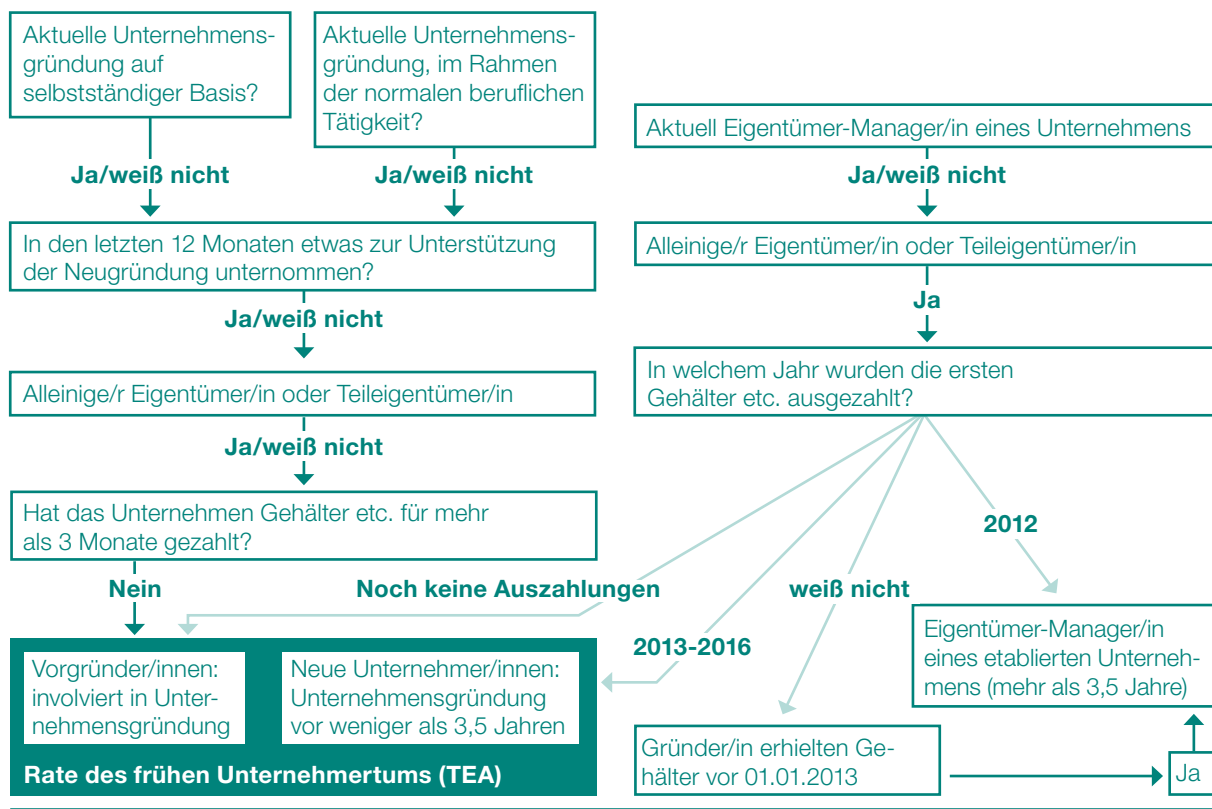 Aktuelle Unternehmens-
gründung auf
selbstständiger Basis?
Aktuelle Unternehmens-
gründung, im Rahmen
der normalen beruflichen
Tätigkeit?
Ja/weiß nicht
Ja/weiß nicht
In den letzten 12 Monaten etwas zur Unterstützung
der Neugründung unternommen?
Ja/weiß nicht
Alleinige/r Eigentümer/in oder Teileigentümer/in
Ja/weiß nicht
Hat das Unternehmen Gehälter etc. für mehr
als 3 Monate gezahlt?
Nein
Aktuell Eigentümer-Manager/in eines Unternehmens
Ja/weiß nicht
Alleinige/r Eigentümer/in oder Teileigentümer/in
Ja
In welchem Jahr wurden die ersten
Gehälter etc. ausgezahlt?
Noch keine Auszahlungen
2013-2016
weiß nicht
2012
Vorgründer/innen:
involviert in Unter-
nehmensgründung
Neue Unternehmer/innen:
Unternehmensgründung
vor weniger als 3,5 Jahren
Rate des frühen Unternehmertums (TEA)
Eigentümer-Manager/in
eines etablierten Unterneh-
mens (mehr als 3,5 Jahre)
Gründer/in erhielten Ge-
hälter vor 01.01.2013
Ja